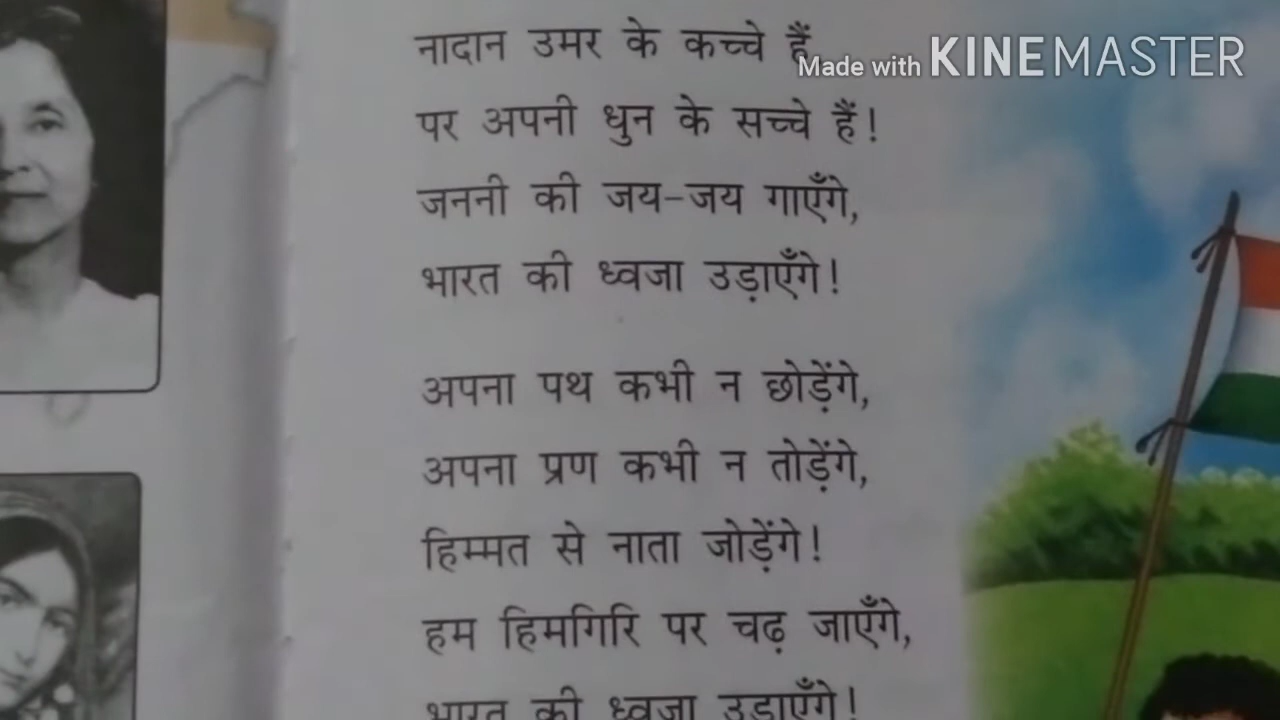 नादान उमर के कच्चे हैं
Made with KINEMASTER
पर अपनी धुन के सच्चे हैं!
जननी की जय-जय गाएँगे,
भारत की ध्वजा उड़ाएँगे!
अपना पथ कभी न छोड़ेंगे,
अपना प्रण कभी न तोड़ेंगे,
हिम्मत से नाता जोड़ेंगे!
हम हिमगिरि पर चढ़ जाएँगे,
भारत की ध्वजा उड़ाएँगे!